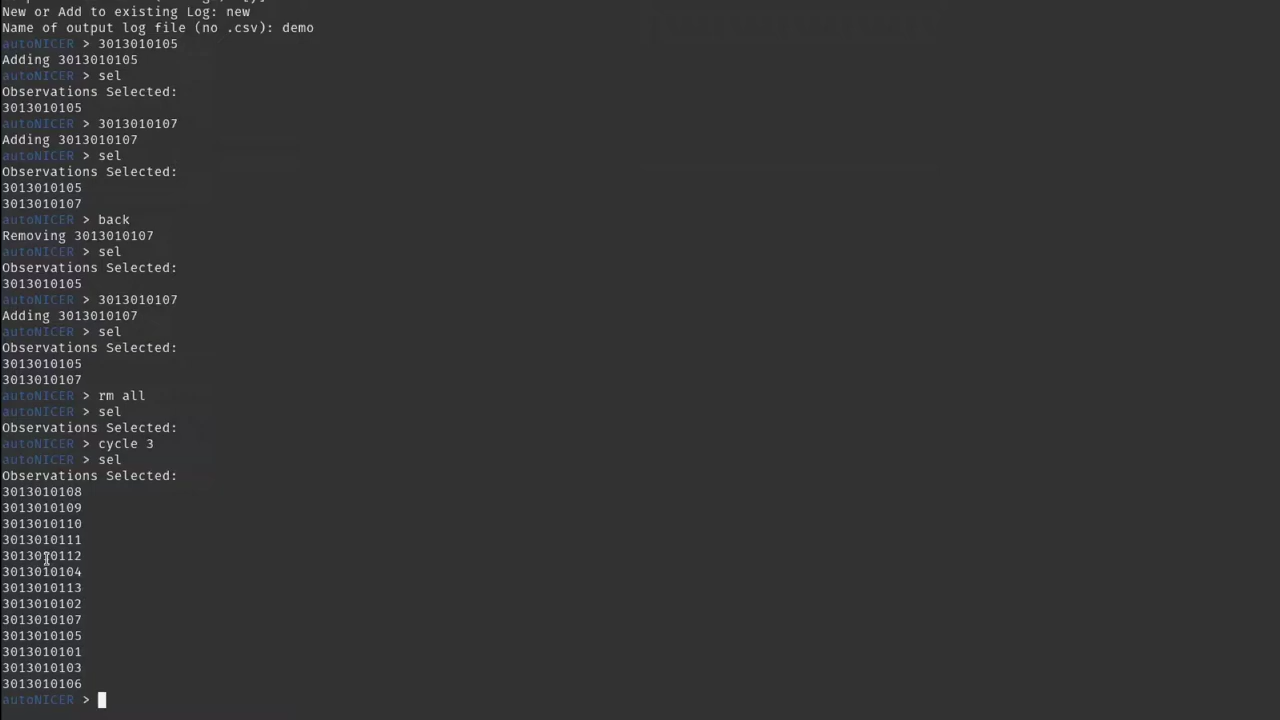 New or Add to existing Log: new
Name of output log file (no .csv): demo
autoNICER > 3013010105
Adding 3013010105
autoNICER > sel
Observations Selected:
3013010105
autoNICER > 3013010107
Adding 3013010107
autoNICER > sel
Observations Selected:
3013010105
3013010107
autoNICER > back
Removing 3013010107
autoNICER > sel
Observations Selected:
3013010105
autoNICER > 3013010107
Adding 3013010107
autoNICER > sel
Observations Selected:
3013010105
3013010107
autoNICER > rm all
autoNICER > sel
Observations Selected:
autoNICER > cycle 3
autoNICER > sel
Observations Selected:
3013010108
3013010109
3013010110
3013010111
3013010112
3013010104
3013010113
3013010102
3013010107
3013010105
3013010101
3013010103
3013010106
autoNICER >